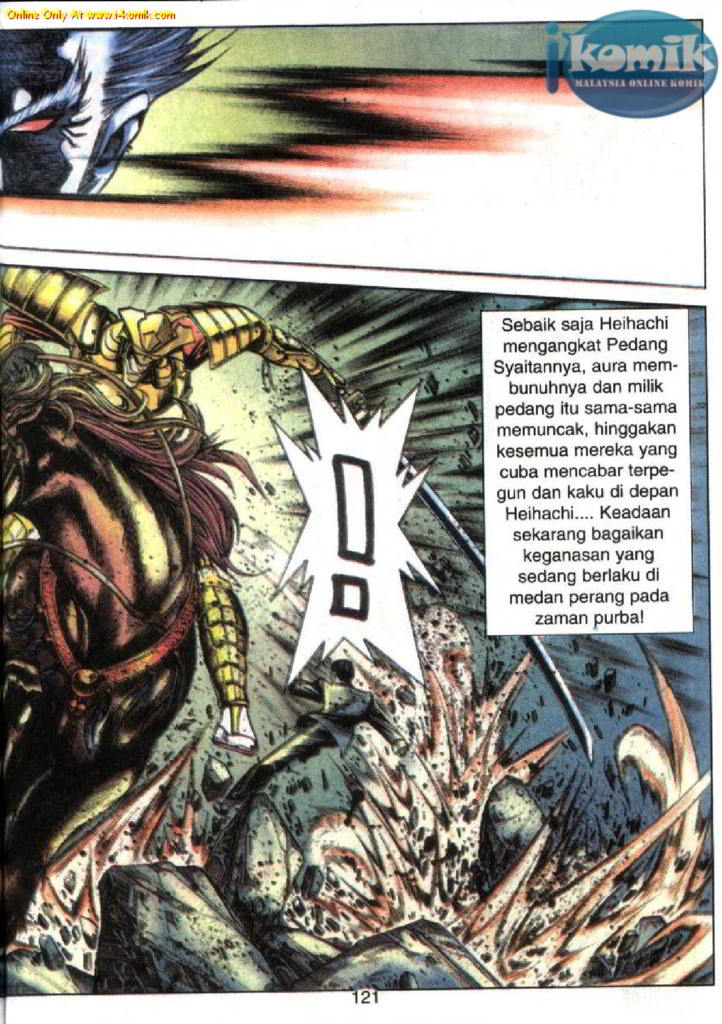 Online Only At www.i-komik.com
ikomik
MALAYSIA ONLINE KOMIK
!
Sebaik saja Heihachi
mengangkat Pedang
Syaitannya, aura mem-
bunuhnya dan milik
pedang itu sama-sama
memuncak, hinggakan
kesemua mereka yang
cuba mencabar terpe-
gun dan kaku di depan
Heihachi.... Keadaan
sekarang bagaikan
keganasan yang
sedang berlaku di
medan perang pada
zaman purba!
121